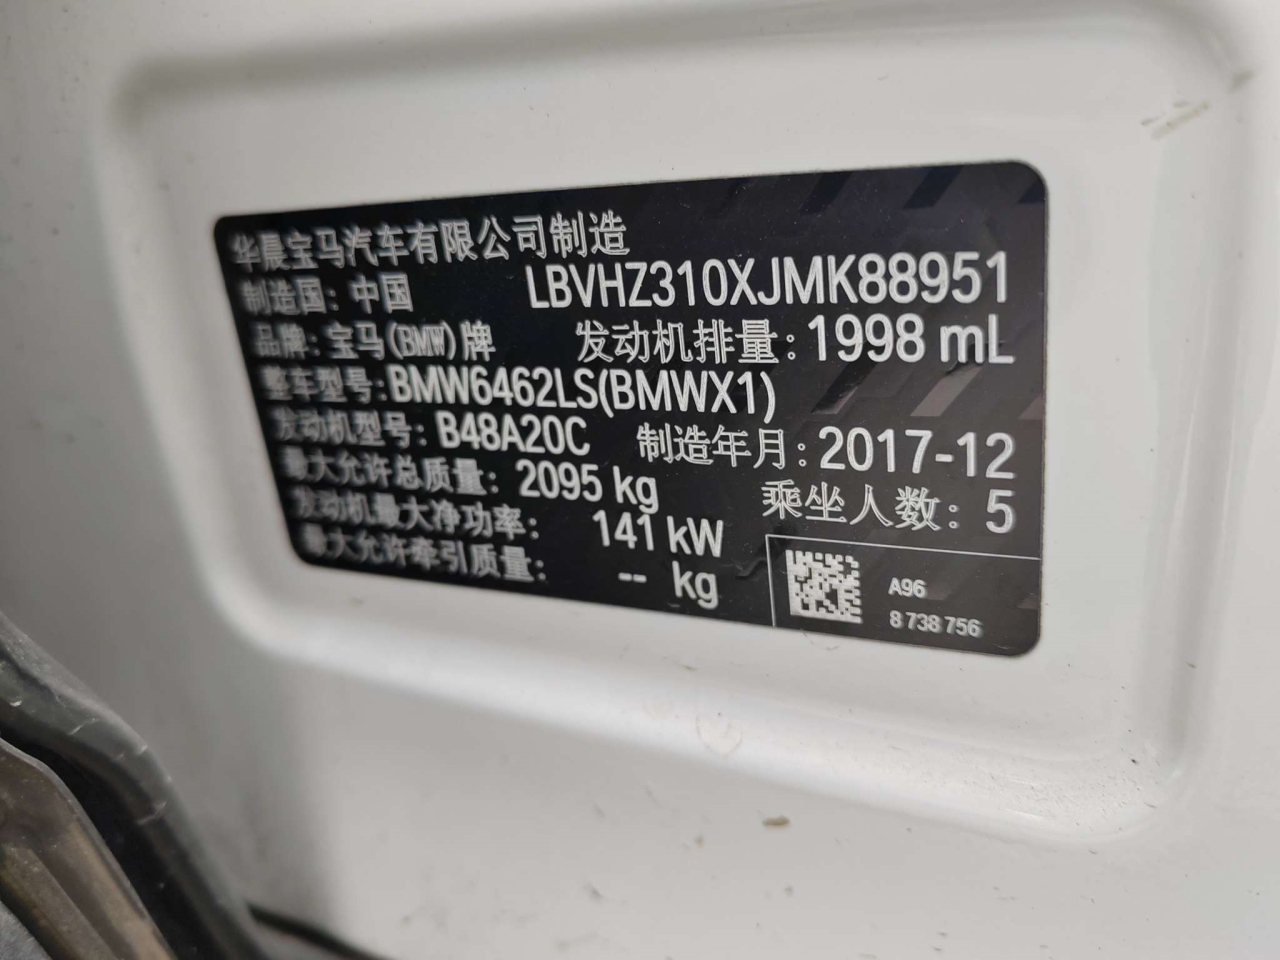 华晨宝马汽车有限公司制造
制造国：中国 LBVHZ310XJMK88951
品牌：宝马(BMW)牌 发动机排量：1998 mL
整车型号：BMW6462LS(BMWX1)
发动机型号：B48A20C 制造年月：2017-12
最大允许总质量：2095 kg 乘坐人数：5
发动机最大净功率：141 kW
最大允许牵引质量：-- kg
A96
8 738 756